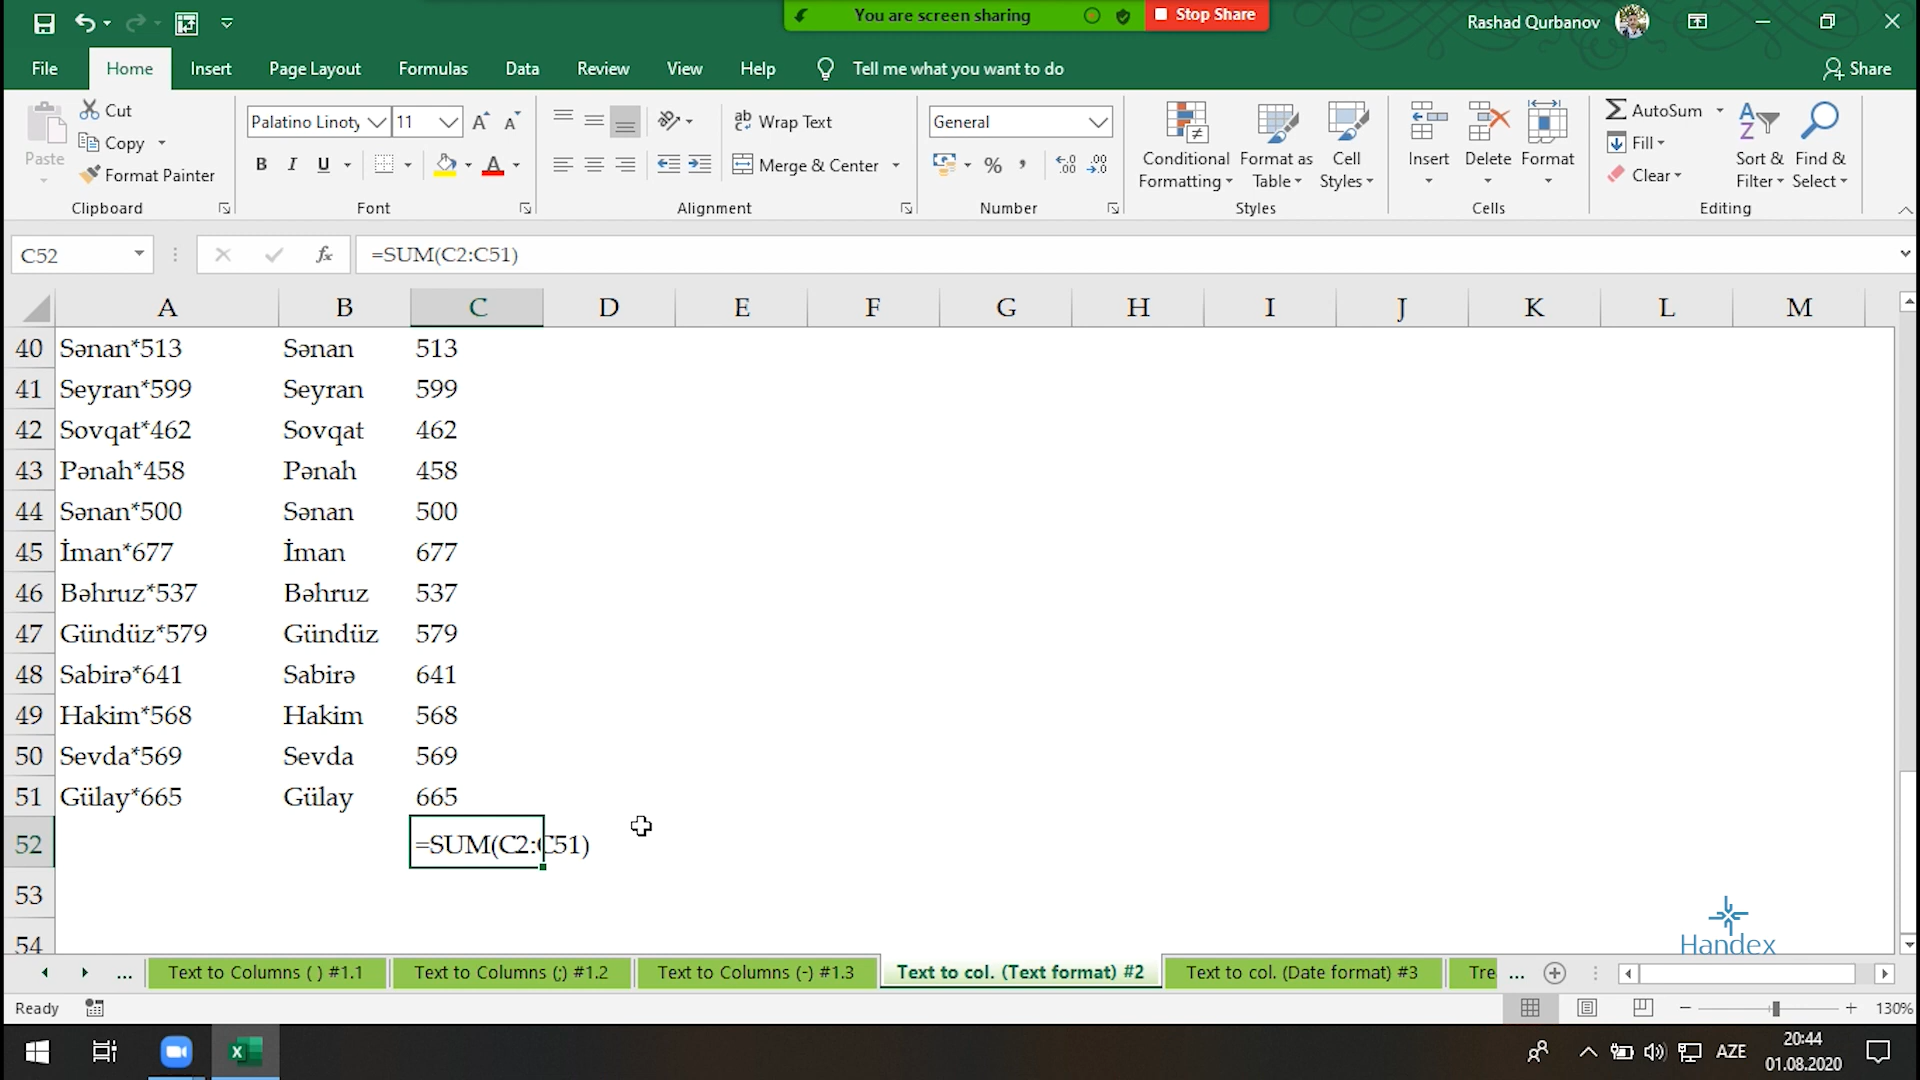 You are screen sharing
Stop Share
Rashad Qurbanov
File Home Insert Page Layout Formulas Data Review View Help Tell me what you want to do Share
Paste
Cut
Copy
Format Painter
Clipboard
Palatino Linoty 11
B I U
Font
Wrap Text
Merge & Center
Alignment
General
%
Number
Conditional Formatting
Format as Table
Cell Styles
Styles
Insert Delete Format
Cells
AutoSum
Fill
Clear
Sort & Filter
Find & Select
Editing
C52 fx =SUM(C2:C51)
A B C D E F G H I J K L M
40 Sənan*513 Sənan 513
41 Seyran*599 Seyran 599
42 Sovqat*462 Sovqat 462
43 Pənah*458 Pənah 458
44 Sənan*500 Sənan 500
45 İman*677 İman 677
46 Bəhruz*537 Bəhruz 537
47 Gündüz*579 Gündüz 579
48 Sabirə*641 Sabirə 641
49 Hakim*568 Hakim 568
50 Sevda*569 Sevda 569
51 Gülay*665 Gülay 665
52 =SUM(C2:C51)
53
54
Handex
... Text to Columns ( ) #1.1 Text to Columns (;) #1.2 Text to Columns (-) #1.3 Text to col. (Text format) #2 Text to col. (Date format) #3 Tre ...
Ready 130%
AZE
20:44
01.08.2020